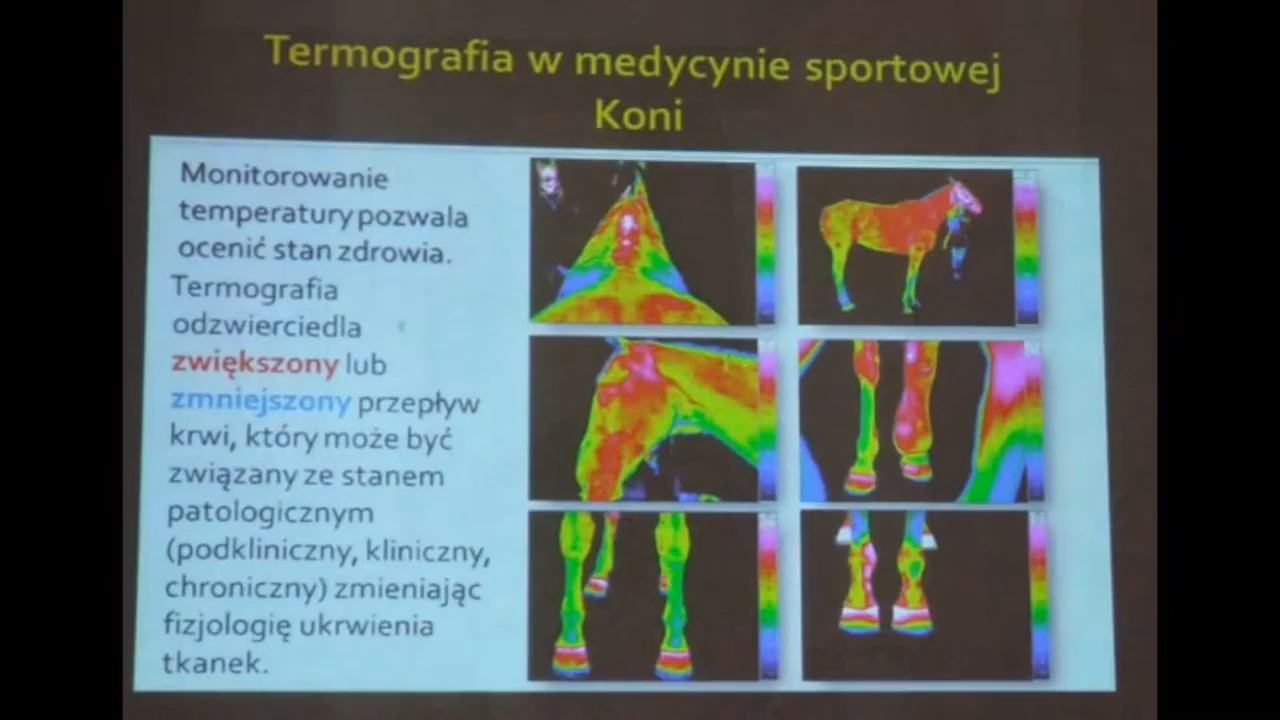 Termografia w medycynie sportowej
Koni
Monitorowanie
temperatury pozwala
ocenić stan zdrowia.
Termografia
odzwierciedla
zwiększony lub
zmniejszony przepływ
krwi, który może być
związany ze stanem
patologicznym
(podkliniczny, kliniczny,
chroniczny) zmieniając
fizjologię ukrwienia
tkanek.